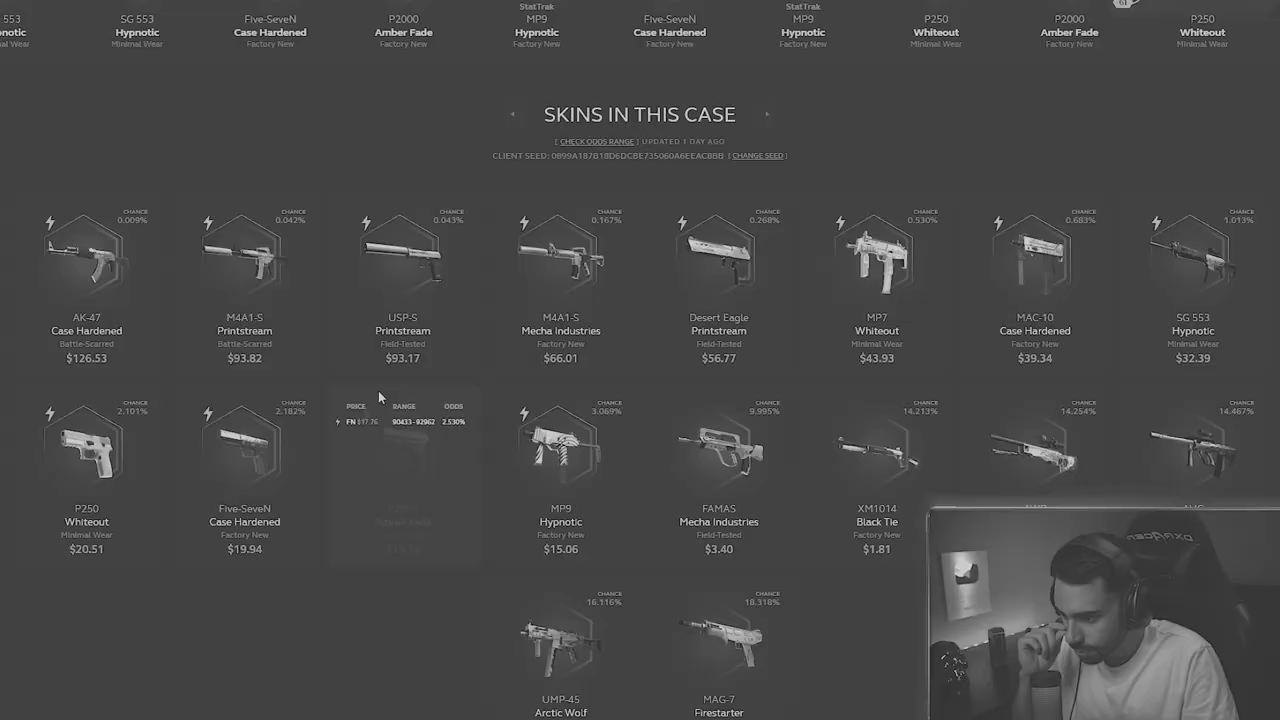 StatTrak StatTrak
553 SG 553 Five-SeveN P2000 MP9 Five-SeveN MP9 P250 P2000 P250
notic Hypnotic Case Hardened Amber Fade Hypnotic Case Hardened Hypnotic Whiteout Amber Fade Whiteout
al Wear Minimal Wear Factory New Factory New Factory New Factory New Factory New Minimal Wear Factory New Minimal Wear
SKINS IN THIS CASE
[ CHECK ODDS RANGE ] UPDATED 1 DAY AGO
CLIENT SEED: 0B99A187B18D6DCBE735060A6EEACBBB [ CHANGE SEED ]
CHANCE CHANCE CHANCE CHANCE CHANCE CHANCE CHANCE CHANCE
0.009% 0.042% 0.043% 0.167% 0.268% 0.530% 0.683% 1.013%
AK-47 M4A1-S USP-S M4A1-S Desert Eagle MP7 MAC-10 SG 553
Case Hardened Printstream Printstream Mecha Industries Printstream Whiteout Case Hardened Hypnotic
Battle-Scarred Battle-Scarred Field-Tested Factory New Field-Tested Minimal Wear Factory New Minimal Wear
$126.53 $93.82 $93.17 $66.01 $56.77 $43.93 $39.34 $32.39
CHANCE CHANCE PRICE RANGE ODDS CHANCE CHANCE CHANCE CHANCE CHANCE
2.101% 2.182% FN $17.76 90433 - 92962 2.530% 3.069% 9.995% 14.213% 14.254% 14.467%
P250 Five-SeveN MP9 FAMAS XM1014
Whiteout Case Hardened Hypnotic Mecha Industries Black Tie
Minimal Wear Factory New Factory New Field-Tested Factory New
$20.51 $19.94 $15.06 $3.40 $1.81
CHANCE CHANCE
16.116% 18.318%
UMP-45 MAG-7
Arctic Wolf Firestarter